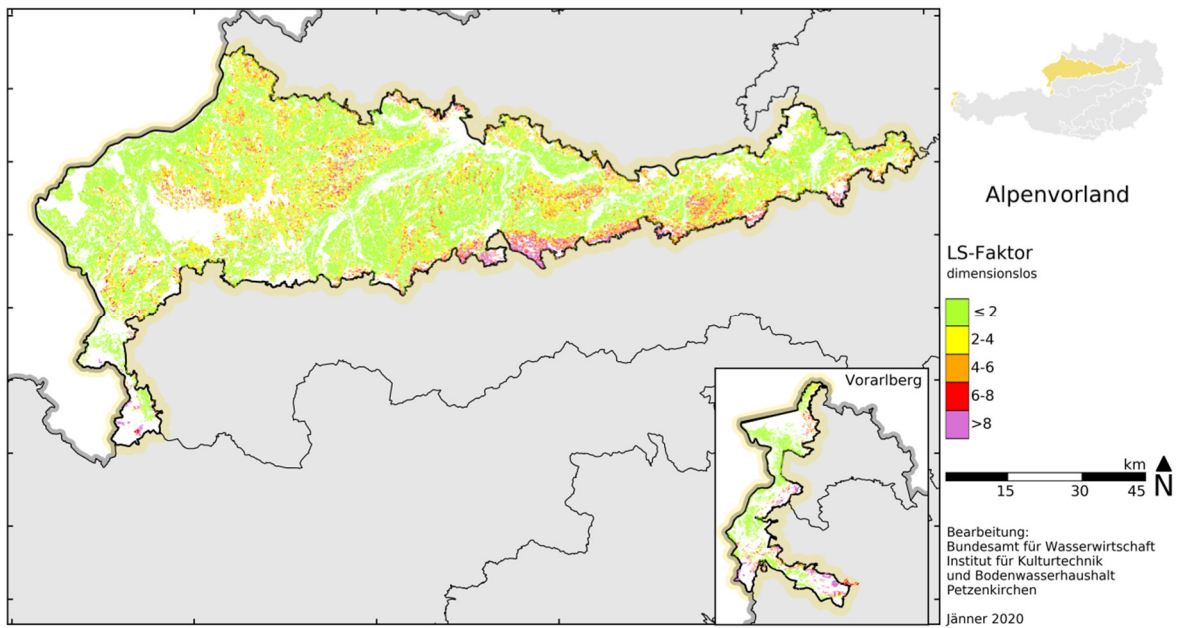 Vorarlberg
Alpenvorland
LS-Faktor
dimensionslos
≤ 2
2-4
4-6
6-8
>8
km
15 30 45
N
Bearbeitung:
Bundesamt für Wasserwirtschaft
Institut für Kulturtechnik
und Bodenwasserhaushalt
Petzenkirchen
Jänner 2020